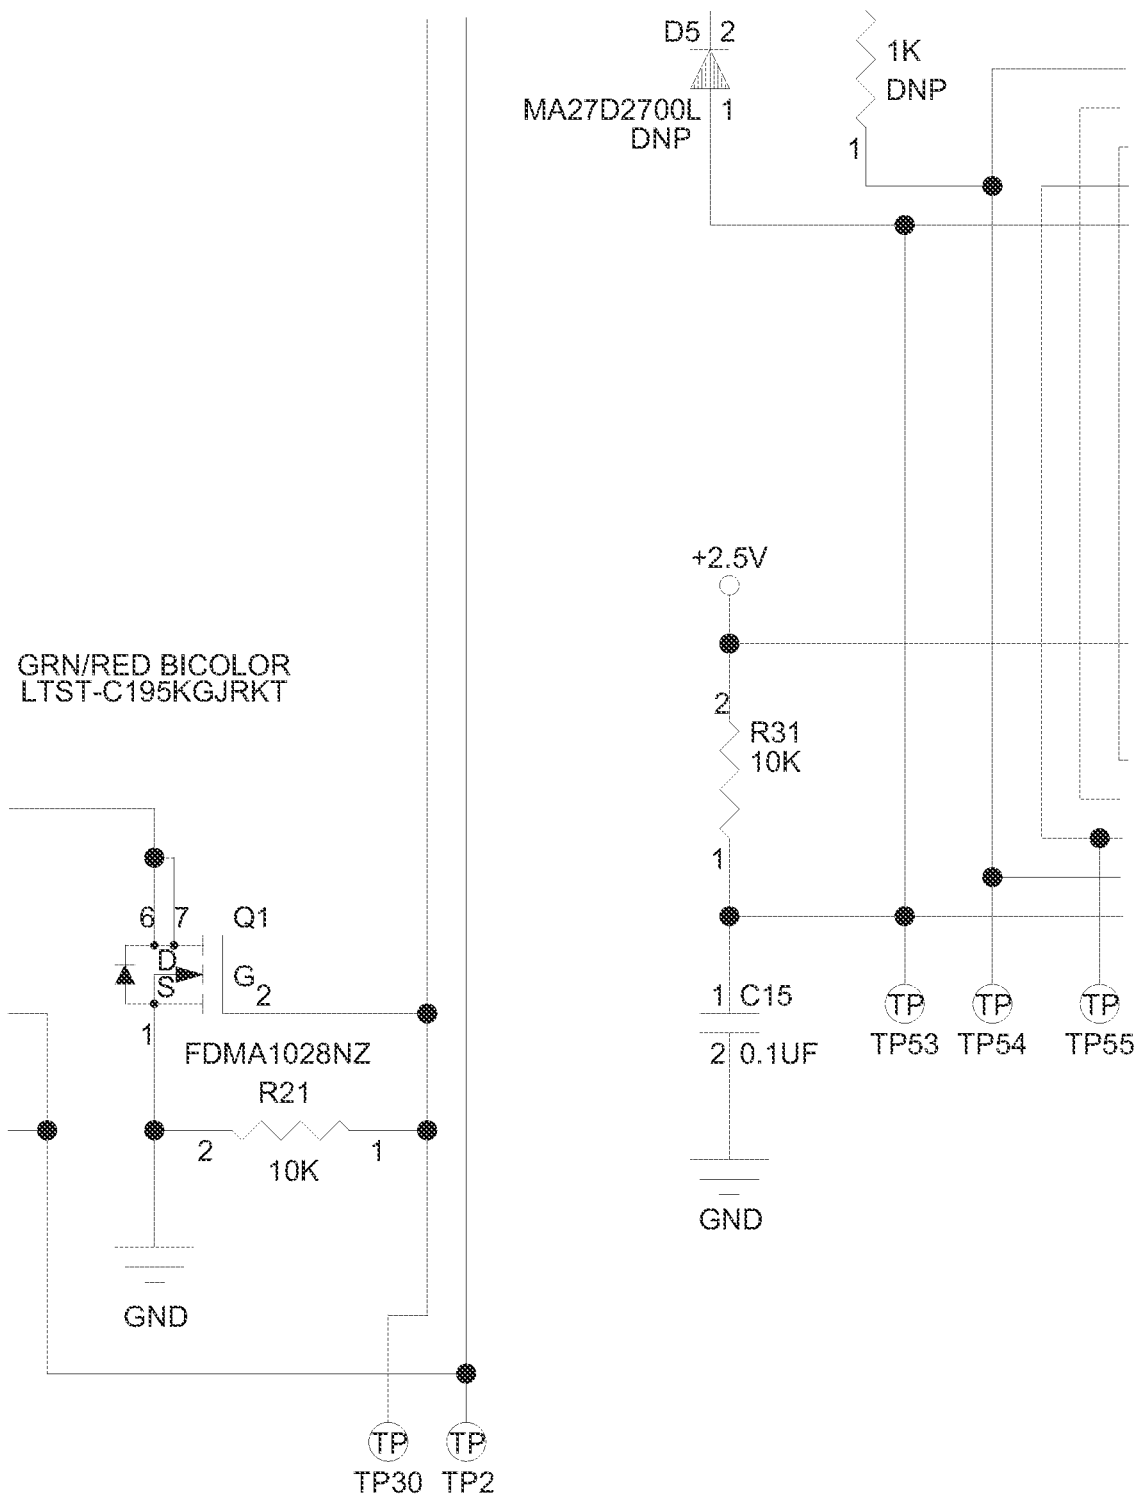 D5 2
1K
DNP
MA27D2700L 1
DNP
1
+2.5V
GRN/RED BICOLOR
LTST-C195KGJRKT
2
R31
10K
1
6 7 Q1
D
G
S
2
1
1 C15
TP TP TP
TP53 TP54 TP55
2 0.1UF
FDMA1028NZ
R21
2 1
10K
GND
GND
TP TP
TP30 TP2